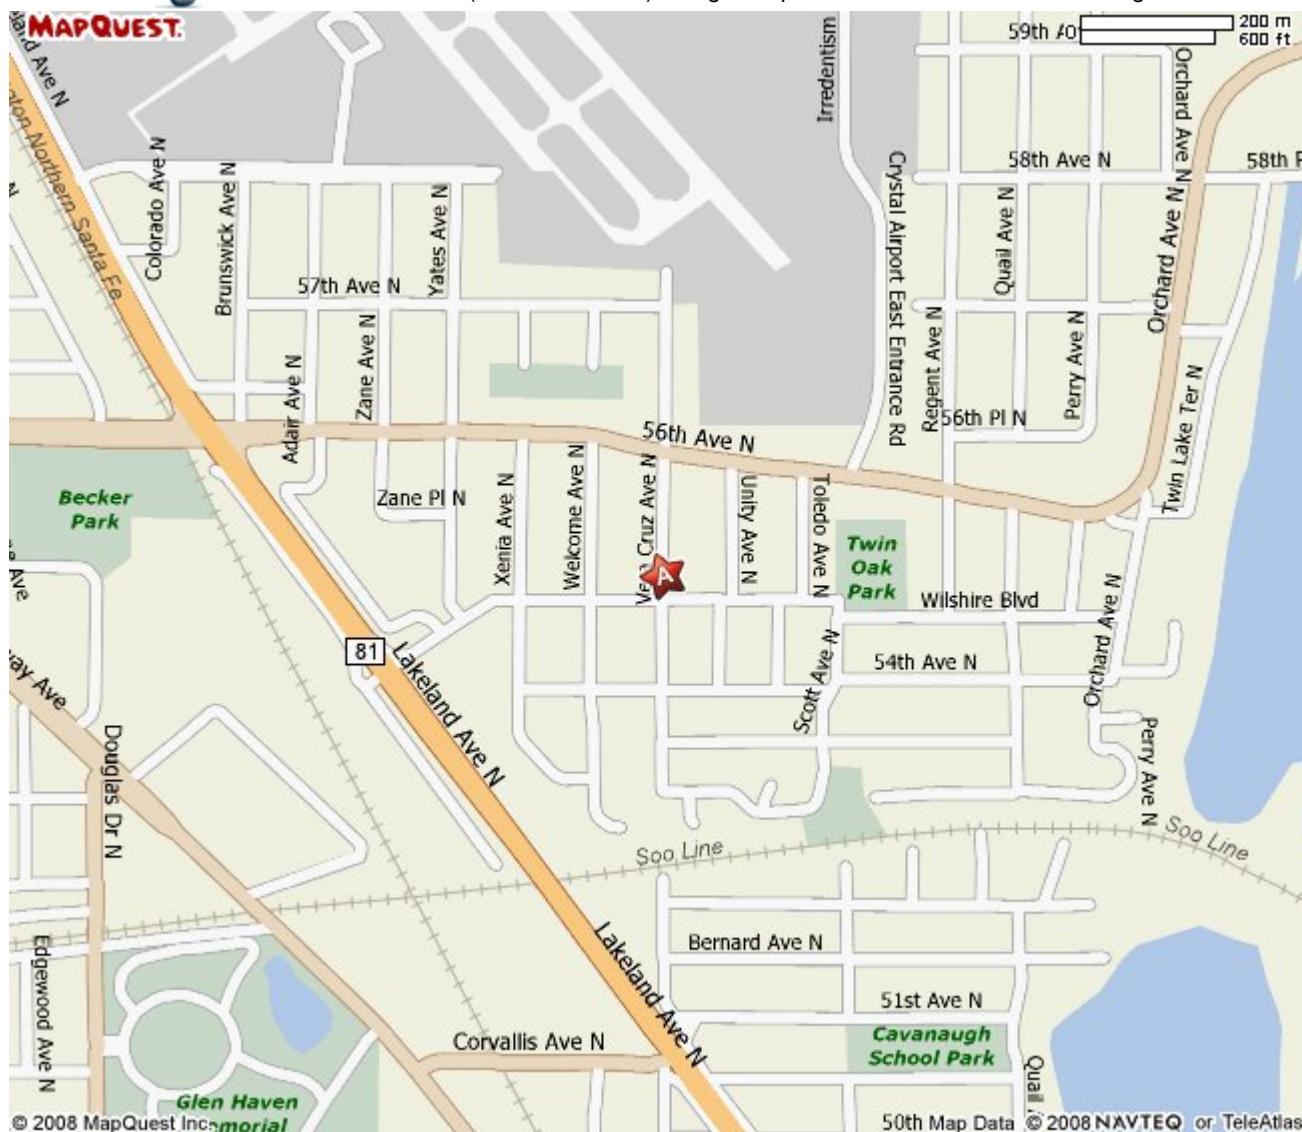 MAPQUEST.
200 m
600 ft
59th
Irredentism
Orchard Ave N
Colorado Ave N
Brunswick Ave N
Yates Ave N
58th Ave N
58th P
Crystal Airport East Entrance Rd
Quail Ave N
Orchard Ave N
Northern Santa Fe
57th Ave N
Zane Ave N
Adair Ave N
Regent Ave N
Perry Ave N
Twin Lake Ter N
56th Pl N
56th Ave N
Becker
Park
Zane Pl N
Xenia Ave N
Welcome Ave N
Vera Cruz Ave N
Unity Ave N
Toledo Ave N
Twin
Oak
Park
A
Wilshire Blvd
81
Lakeland Ave N
Scott Ave N
54th Ave N
Orchard Ave N
Douglas Dr N
Perry Ave N
Soo Line
Soo Line
Lakeland Ave N
Bernard Ave N
Edgewood Ave N
51st Ave N
Corvallis Ave N
Cavanaugh
School Park
Quail
Glen Haven
Memorial
50th
© 2008 MapQuest Inc.
Map Data © 2008 NAVTEQ or TeleAtlas